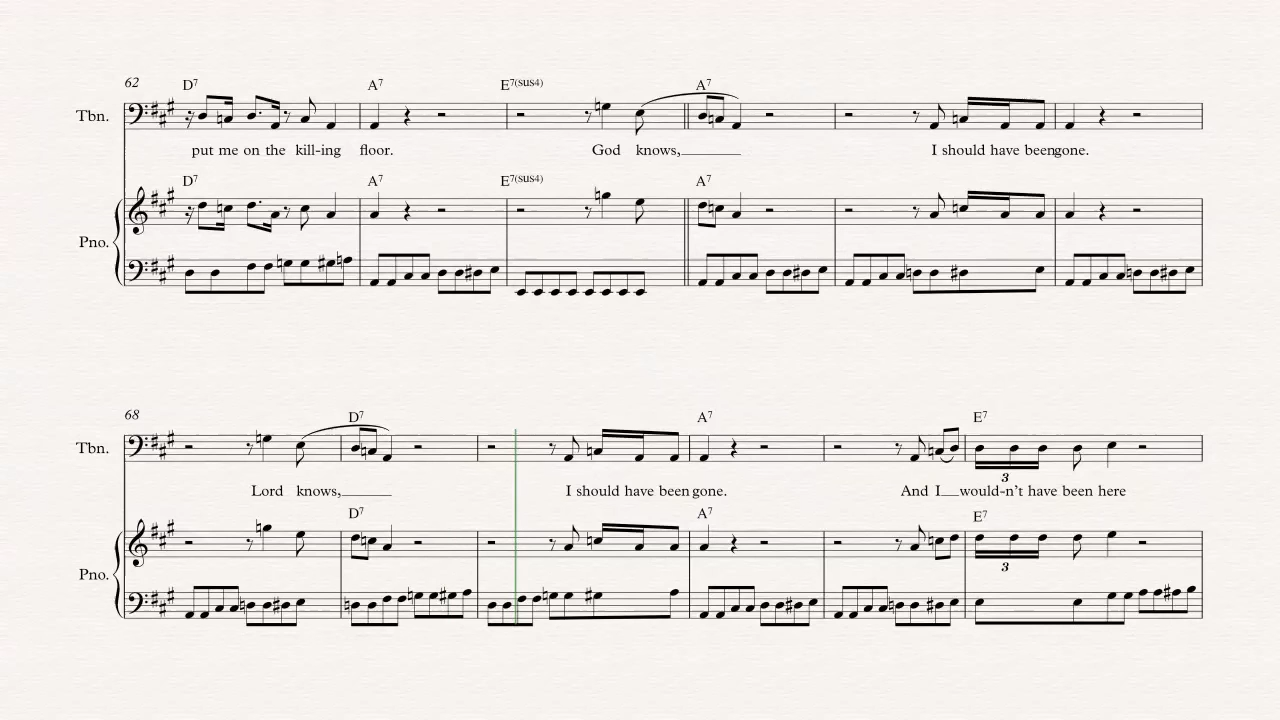 62
D7 A7 E7(sus4) A7
Tbn.
put me on the kill-ing floor. God knows, I should have been gone.
D7 A7 E7(sus4) A7
Pno.
68
D7 A7 E7
Tbn.
3
Lord knows, I should have been gone. And I would-n't have been here
D7 A7 E7
Pno.
3